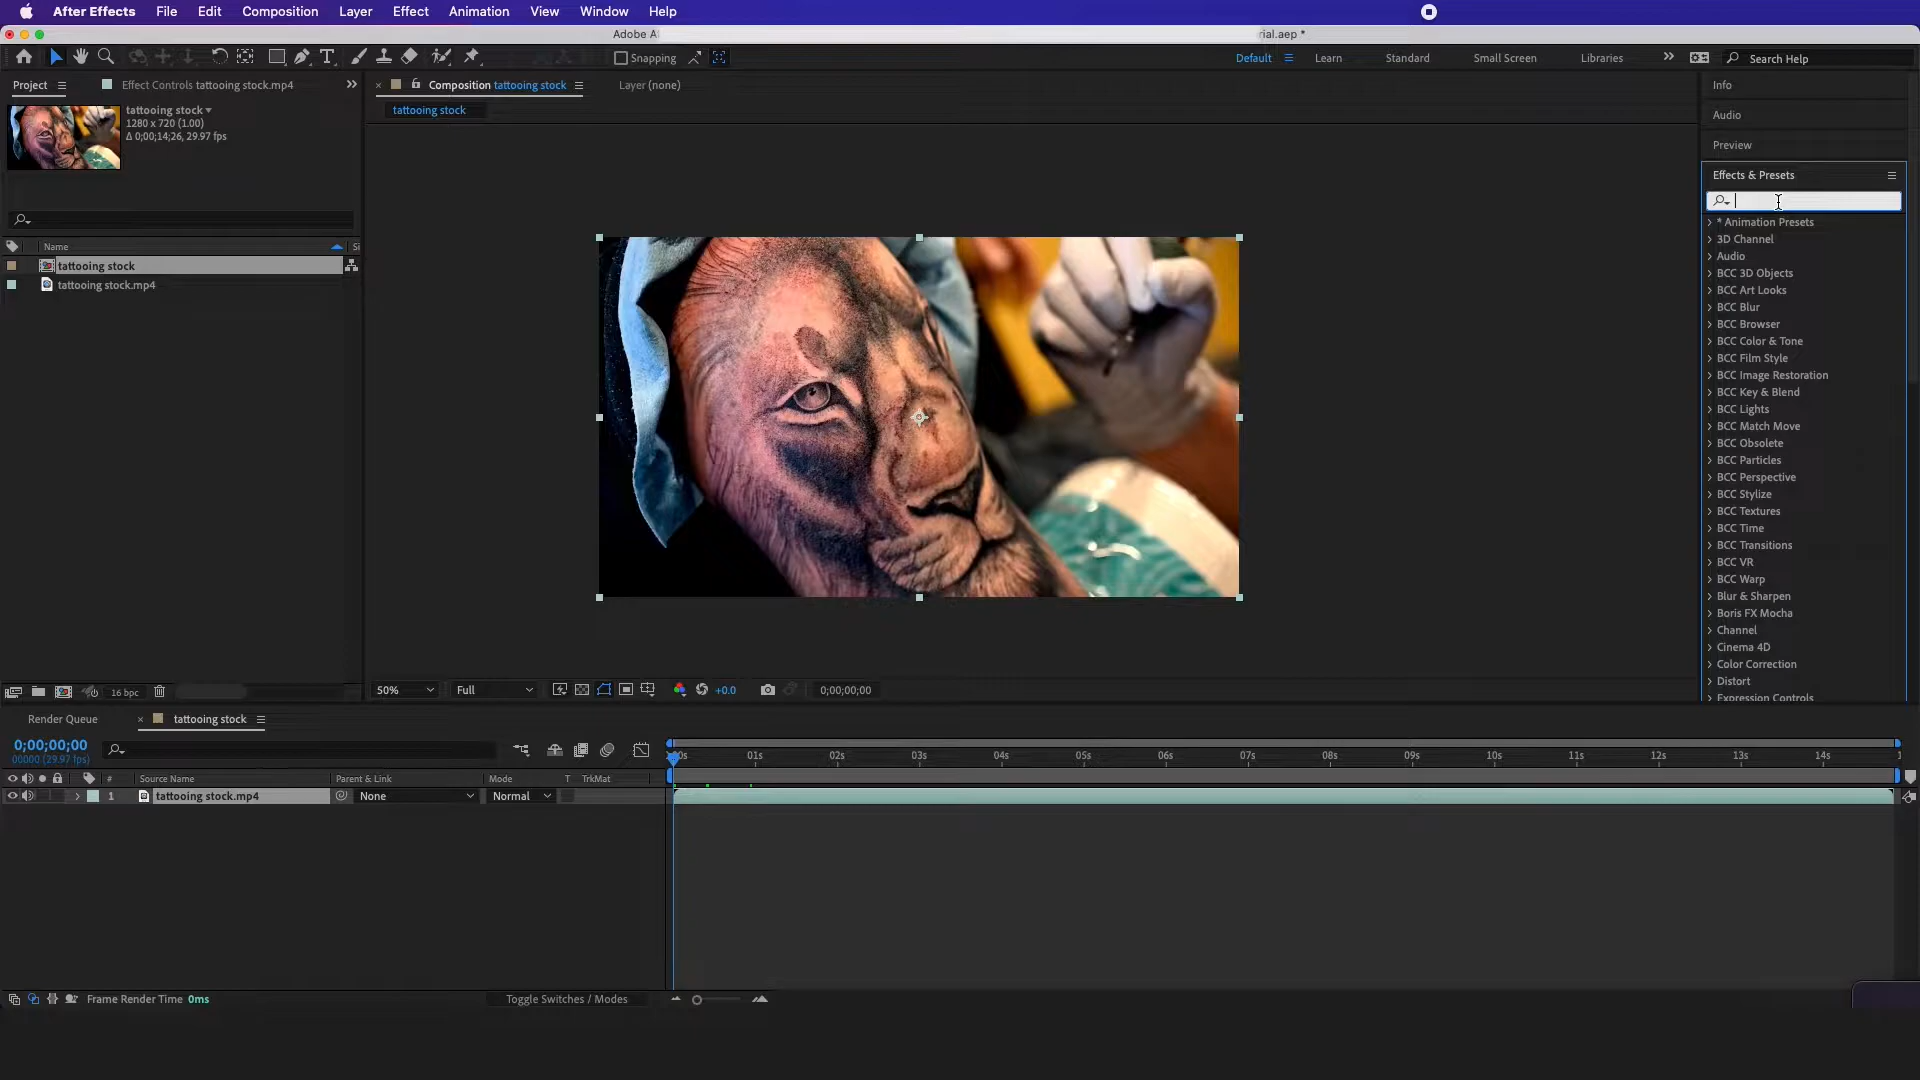 After Effects File Edit Composition Layer Effect Animation View Window Help
Adobe A rial.aep *
Snapping Default Learn Standard Small Screen Libraries Search Help
Project Effect Controls tattooing stock.mp4
tattooing stock
1280 x 720 (1.00)
Δ 0;00;14;26, 29.97 fps
Name Si
tattooing stock
tattooing stock.mp4
16 bpc
Composition tattooing stock Layer (none)
tattooing stock
50% Full +0.0 0;00;00;00
Info
Audio
Preview
Effects & Presets
* Animation Presets
3D Channel
Audio
BCC 3D Objects
BCC Art Looks
BCC Blur
BCC Browser
BCC Color & Tone
BCC Film Style
BCC Image Restoration
BCC Key & Blend
BCC Lights
BCC Match Move
BCC Obsolete
BCC Particles
BCC Perspective
BCC Stylize
BCC Textures
BCC Time
BCC Transitions
BCC VR
BCC Warp
Blur & Sharpen
Boris FX Mocha
Channel
Cinema 4D
Color Correction
Distort
Expression Controls
Render Queue tattooing stock
0;00;00;00
00000 (29.97 fps)
01s 02s 03s 04s 05s 06s 07s 08s 09s 10s 11s 12s 13s 14s 1
# Source Name Parent & Link Mode T TrkMat
1 tattooing stock.mp4 None Normal
Frame Render Time 0ms Toggle Switches / Modes